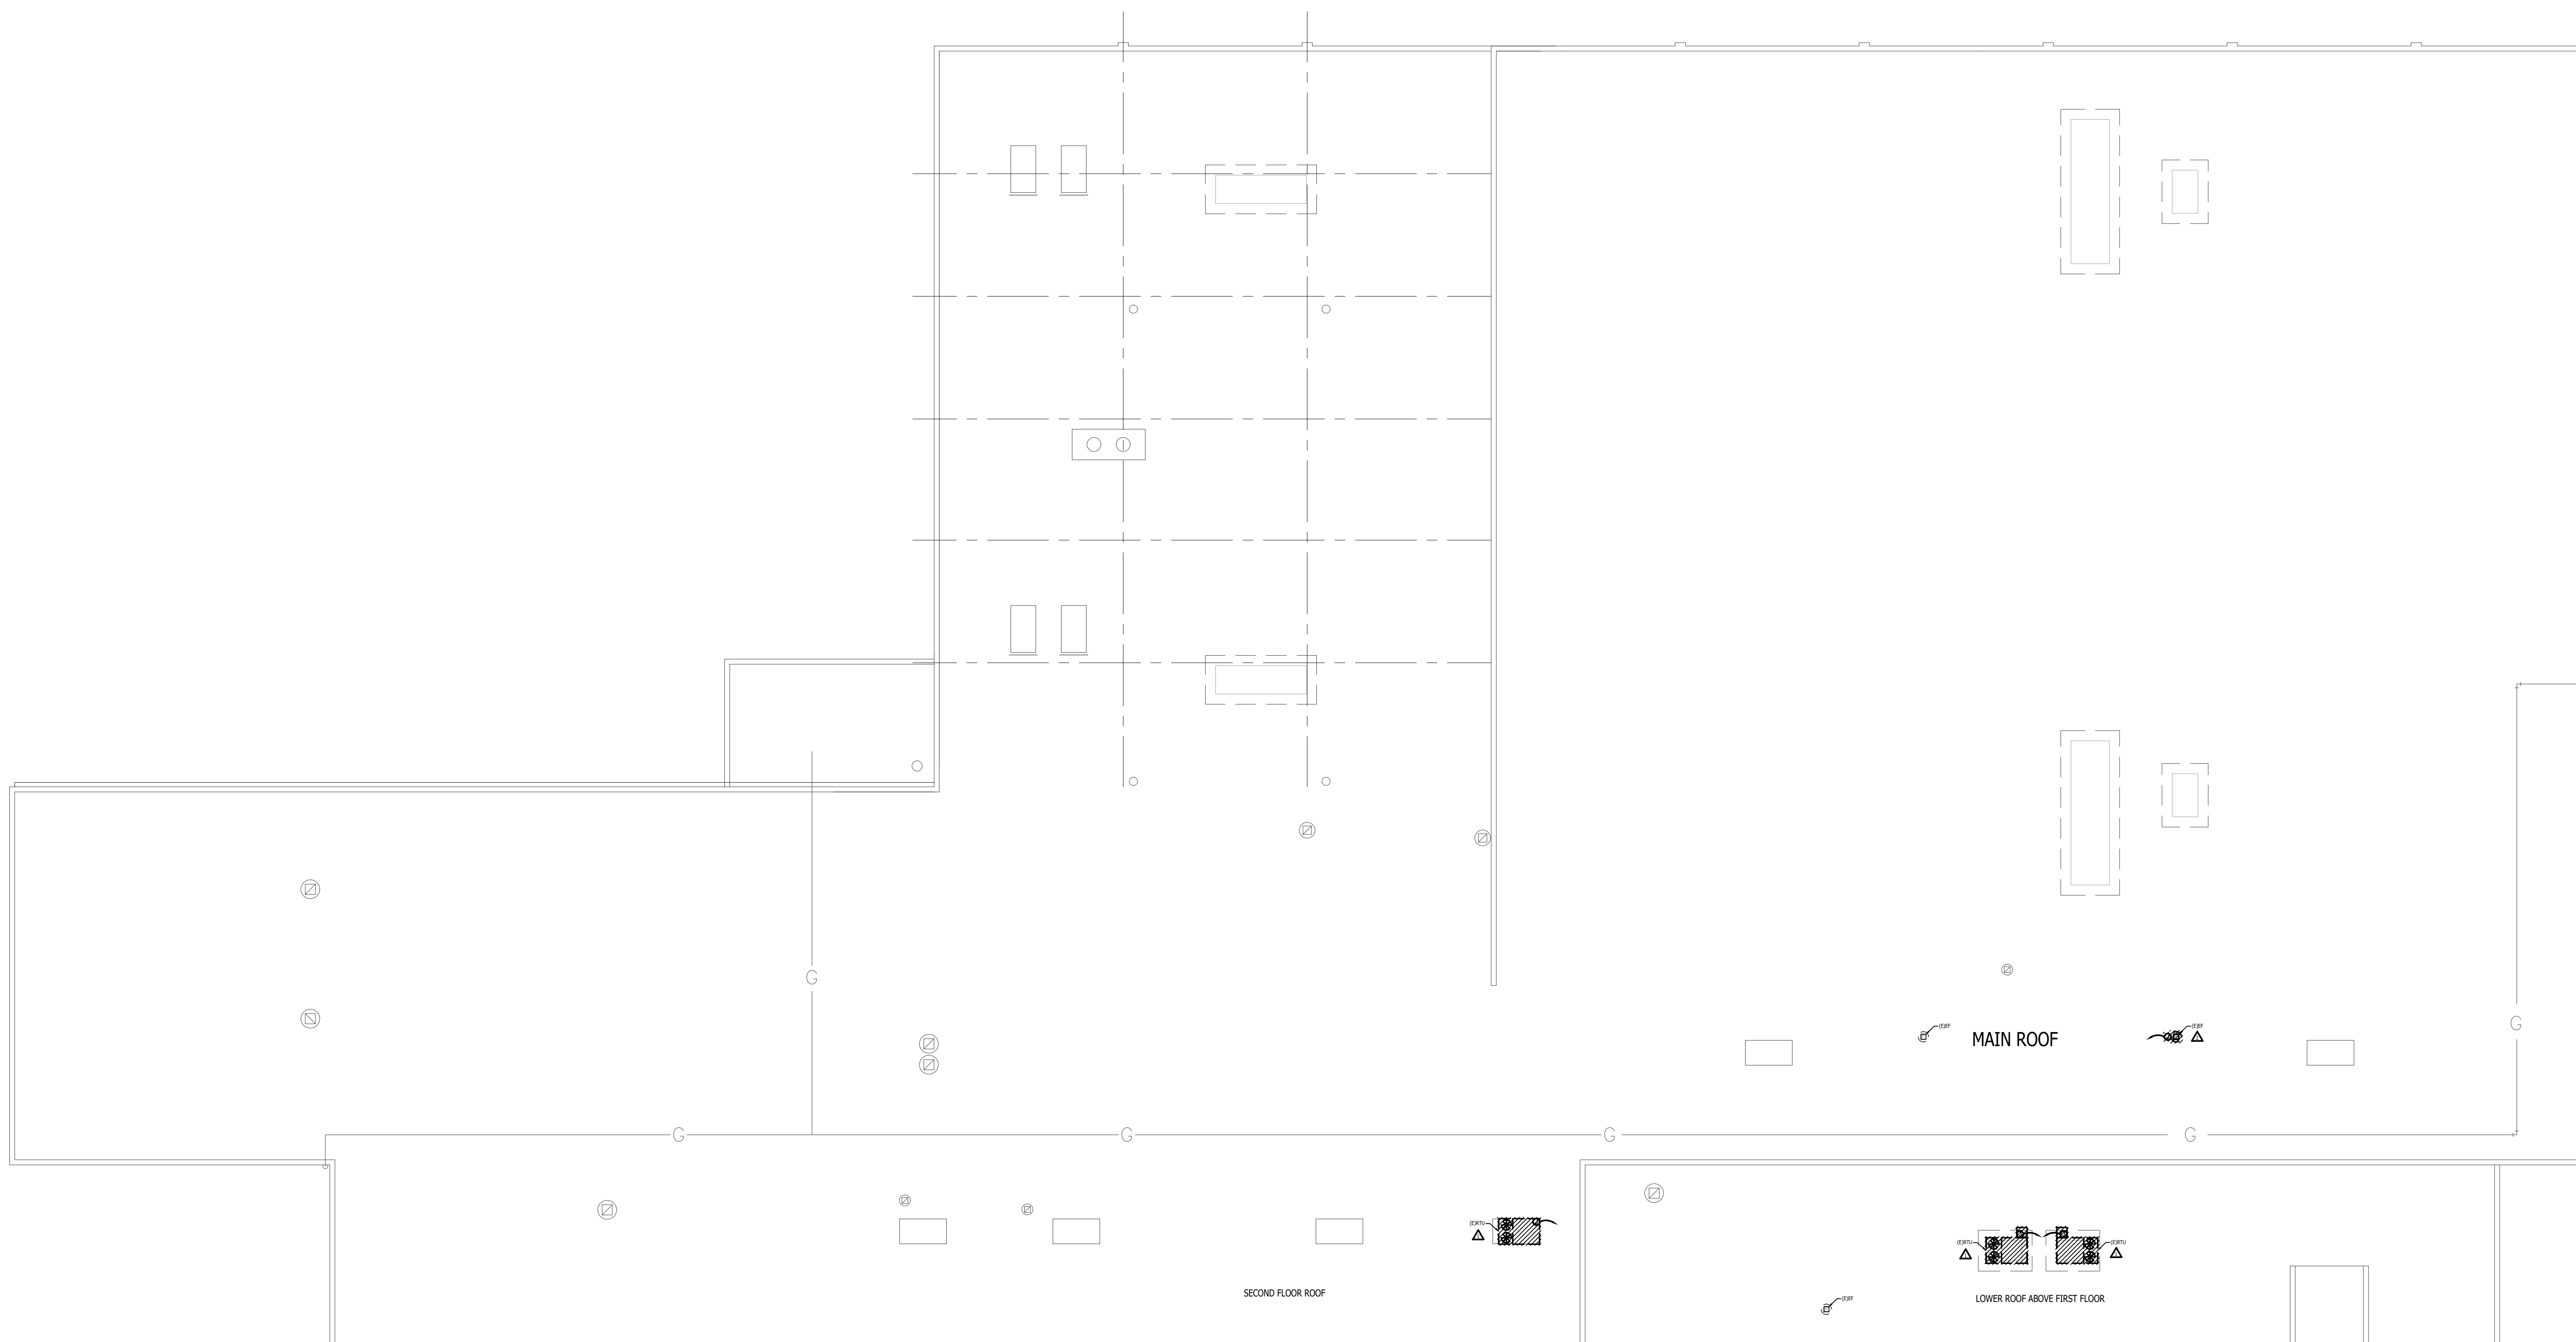 G
(E)EF
MAIN ROOF
(E)EF
G
G
G
G
G
(E)RTU
(E)RTU
(E)RTU
SECOND FLOOR ROOF
(E)EF
LOWER ROOF ABOVE FIRST FLOOR